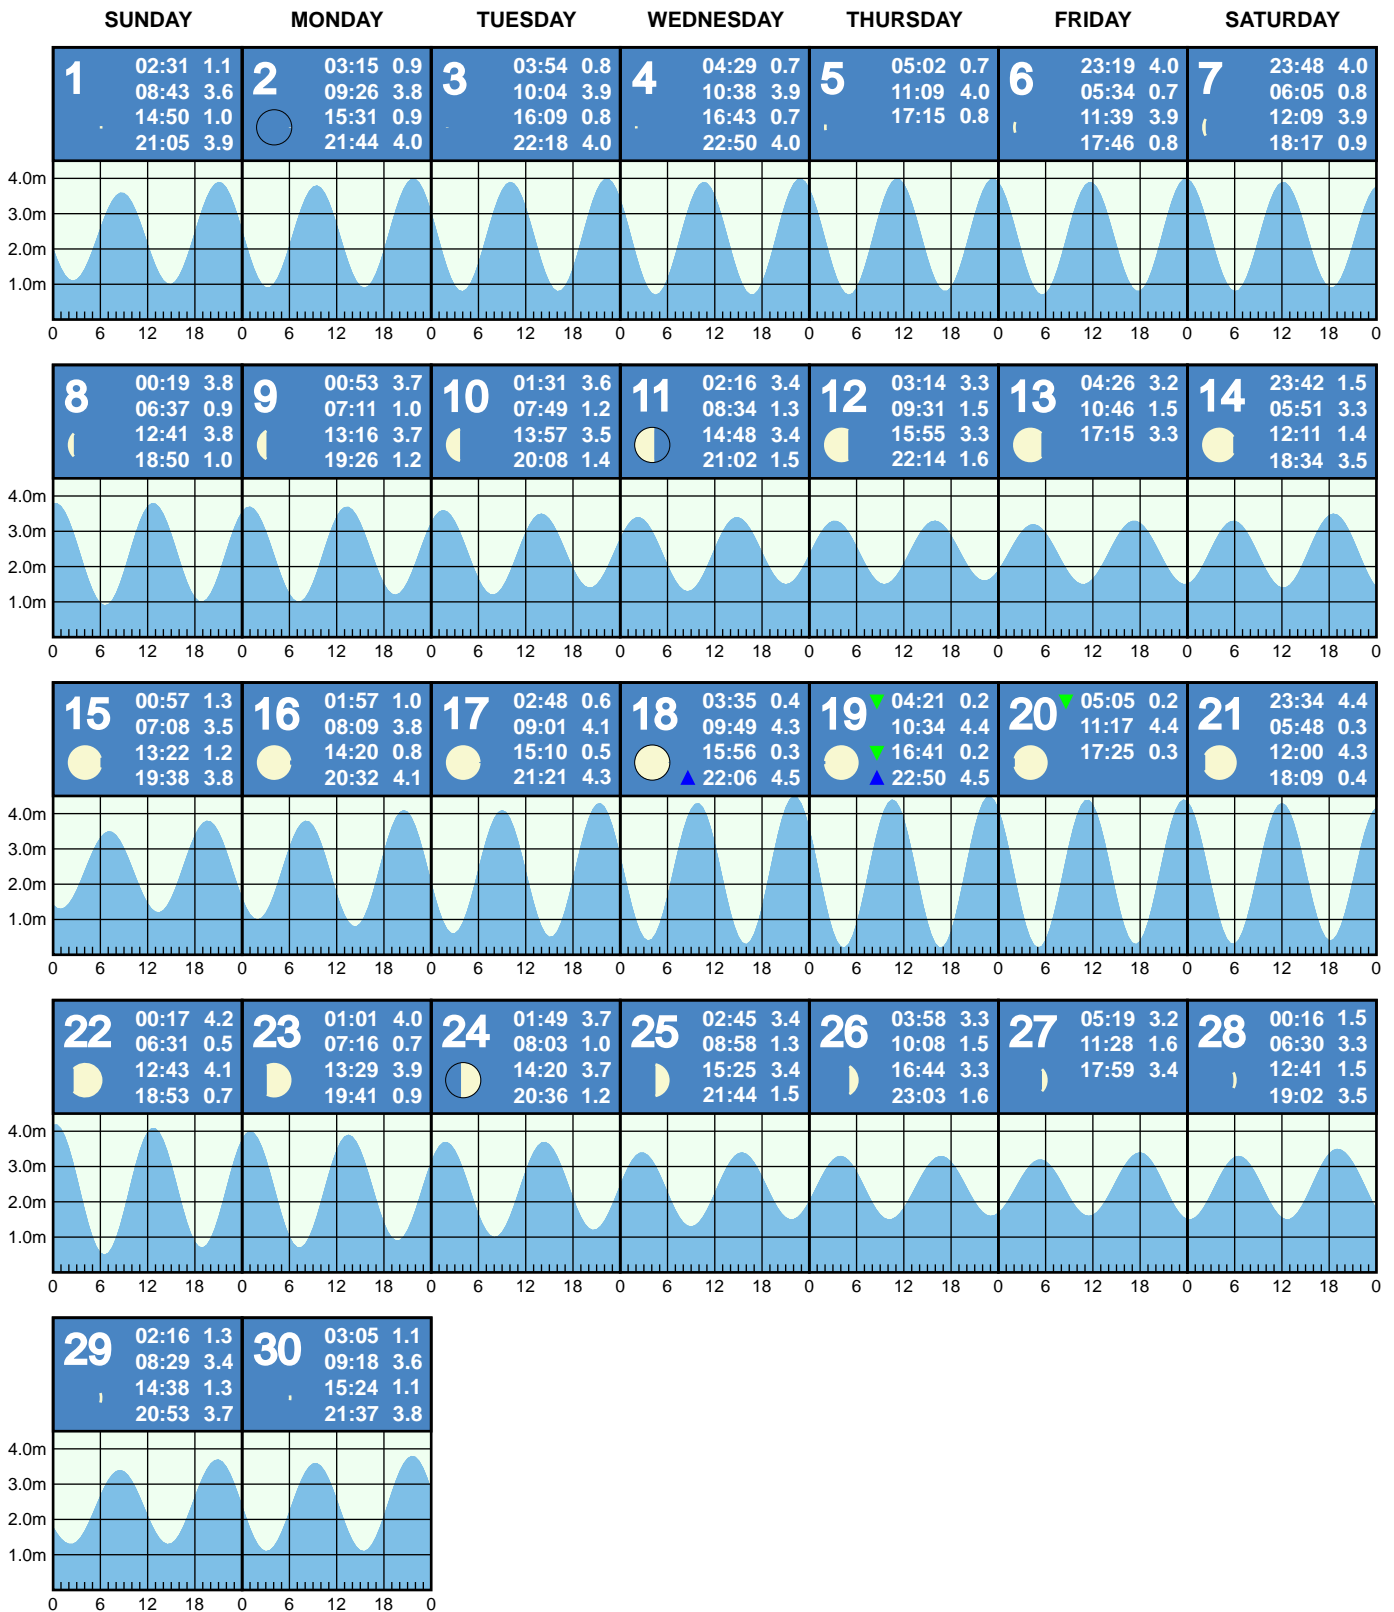 SUNDAY MONDAY TUESDAY WEDNESDAY THURSDAY FRIDAY SATURDAY
1 02:31 1.1
08:43 3.6
14:50 1.0
21:05 3.9
2 03:15 0.9
09:26 3.8
15:31 0.9
21:44 4.0
3 03:54 0.8
10:04 3.9
16:09 0.8
22:18 4.0
4 04:29 0.7
10:38 3.9
16:43 0.7
22:50 4.0
5 05:02 0.7
11:09 4.0
17:15 0.8
6 23:19 4.0
05:34 0.7
11:39 3.9
17:46 0.8
7 23:48 4.0
06:05 0.8
12:09 3.9
18:17 0.9
4.0m
3.0m
2.0m
1.0m
0 6 12 18 0 6 12 18 0 6 12 18 0 6 12 18 0 6 12 18 0 6 12 18 0 6 12 18 0
8 00:19 3.8
06:37 0.9
12:41 3.8
18:50 1.0
9 00:53 3.7
07:11 1.0
13:16 3.7
19:26 1.2
10 01:31 3.6
07:49 1.2
13:57 3.5
20:08 1.4
11 02:16 3.4
08:34 1.3
14:48 3.4
21:02 1.5
12 03:14 3.3
09:31 1.5
15:55 3.3
22:14 1.6
13 04:26 3.2
10:46 1.5
17:15 3.3
14 23:42 1.5
05:51 3.3
12:11 1.4
18:34 3.5
4.0m
3.0m
2.0m
1.0m
0 6 12 18 0 6 12 18 0 6 12 18 0 6 12 18 0 6 12 18 0 6 12 18 0 6 12 18 0
15 00:57 1.3
07:08 3.5
13:22 1.2
19:38 3.8
16 01:57 1.0
08:09 3.8
14:20 0.8
20:32 4.1
17 02:48 0.6
09:01 4.1
15:10 0.5
21:21 4.3
18 03:35 0.4
09:49 4.3
15:56 0.3
22:06 4.5
19 04:21 0.2
10:34 4.4
16:41 0.2
22:50 4.5
20 05:05 0.2
11:17 4.4
17:25 0.3
21 23:34 4.4
05:48 0.3
12:00 4.3
18:09 0.4
4.0m
3.0m
2.0m
1.0m
0 6 12 18 0 6 12 18 0 6 12 18 0 6 12 18 0 6 12 18 0 6 12 18 0 6 12 18 0
22 00:17 4.2
06:31 0.5
12:43 4.1
18:53 0.7
23 01:01 4.0
07:16 0.7
13:29 3.9
19:41 0.9
24 01:49 3.7
08:03 1.0
14:20 3.7
20:36 1.2
25 02:45 3.4
08:58 1.3
15:25 3.4
21:44 1.5
26 03:58 3.3
10:08 1.5
16:44 3.3
23:03 1.6
27 05:19 3.2
11:28 1.6
17:59 3.4
28 00:16 1.5
06:30 3.3
12:41 1.5
19:02 3.5
4.0m
3.0m
2.0m
1.0m
0 6 12 18 0 6 12 18 0 6 12 18 0 6 12 18 0 6 12 18 0 6 12 18 0 6 12 18 0
29 02:16 1.3
08:29 3.4
14:38 1.3
20:53 3.7
30 03:05 1.1
09:18 3.6
15:24 1.1
21:37 3.8
4.0m
3.0m
2.0m
1.0m
0 6 12 18 0 6 12 18 0